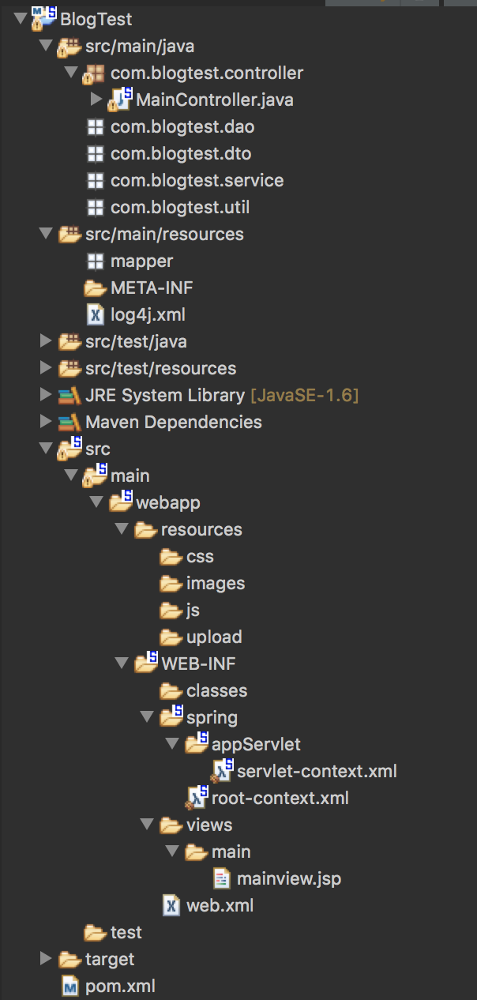 BlogTest
src/main/java
com.blogtest.controller
MainController.java
com.blogtest.dao
com.blogtest.dto
com.blogtest.service
com.blogtest.util
src/main/resources
mapper
META-INF
log4j.xml
src/test/java
src/test/resources
JRE System Library [JavaSE-1.6]
Maven Dependencies
src
main
webapp
resources
css
images
js
upload
WEB-INF
classes
spring
appServlet
servlet-context.xml
root-context.xml
views
main
mainview.jsp
web.xml
test
target
pom.xml